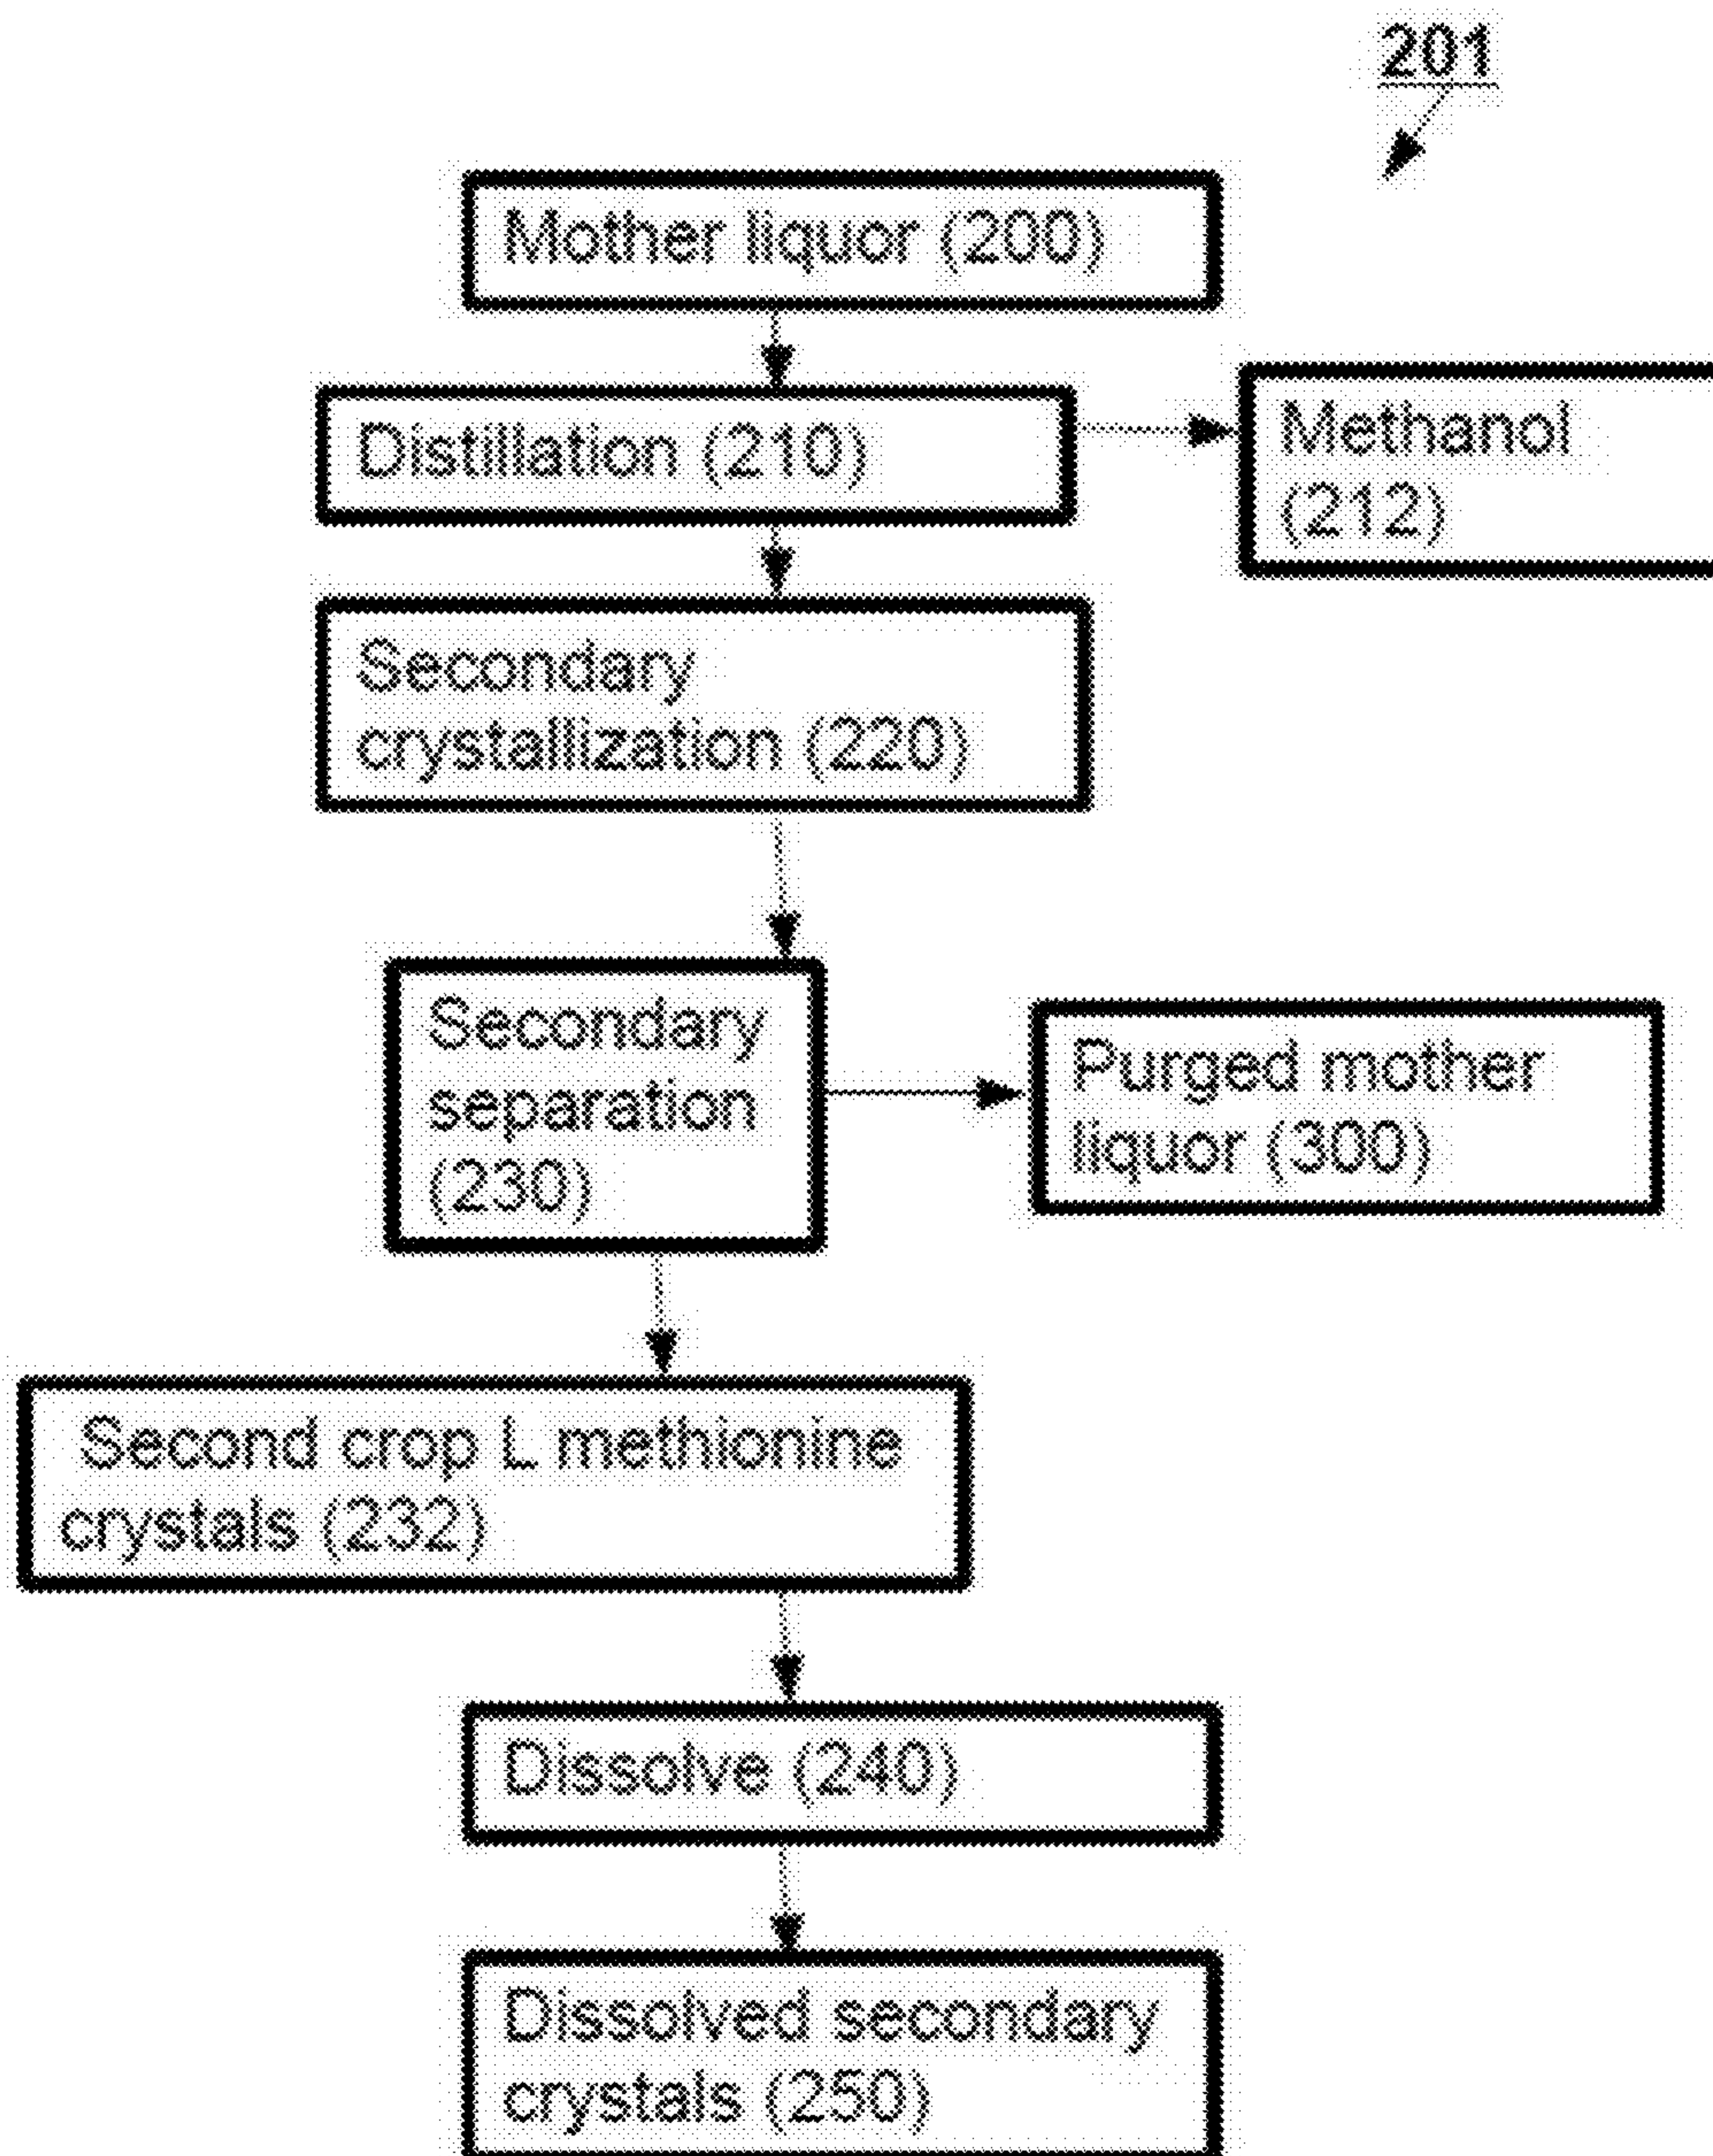 201
Mother liquor (200)
Distillation (210)
Methanol
(212)
Secondary
crystallization (220)
Secondary
separation
(230)
Purged mother
liquor (300)
Second crop L methionine
crystals (232)
Dissolve (240)
Dissolved secondary
crystals (250)